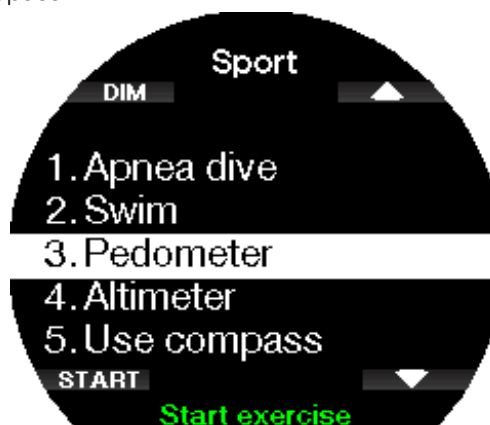 Sport
DIM
1. Apnea dive
2. Swim
3. Pedometer
4. Altimeter
5. Use compass
START
Start exercise